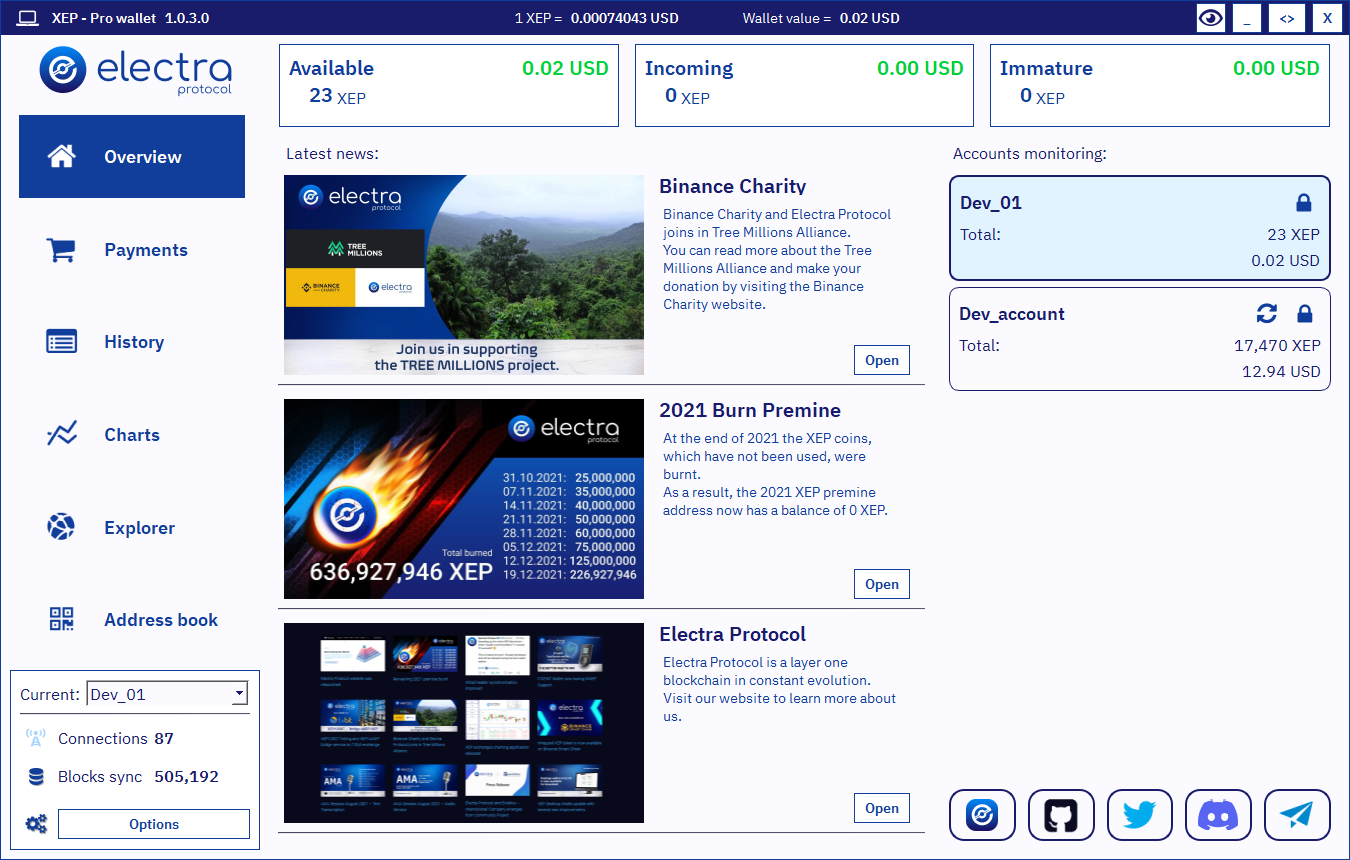 XEP - Pro wallet 1.0.3.0
1 XEP = 0.00074043 USD
Wallet value = 0.02 USD
_
<>
X
electra
protocol
Available 0.02 USD
23 XEP
Incoming 0.00 USD
0 XEP
Immature 0.00 USD
0 XEP
Overview
Payments
History
Charts
Explorer
Address book
Current: Dev_01
Connections 87
Blocks sync 505,192
Options
Latest news:
electra
protocol
TREE
MILLIONS
BINANCE
CHARITY
electra
protocol
Join us in supporting
the TREE MILLIONS project.
Binance Charity
Binance Charity and Electra Protocol
joins in Tree Millions Alliance.
You can read more about the Tree
Millions Alliance and make your
donation by visiting the Binance
Charity website.
Open
electra
protocol
31.10.2021: 25,000,000
07.11.2021: 35,000,000
14.11.2021: 40,000,000
21.11.2021: 50,000,000
28.11.2021: 60,000,000
05.12.2021: 75,000,000
12.12.2021: 125,000,000
19.12.2021: 226,927,946
Total burned
636,927,946 XEP
2021 Burn Premine
At the end of 2021 the XEP coins,
which have not been used, were
burnt.
As a result, the 2021 XEP premine
address now has a balance of 0 XEP.
Open
636,927,946 XEP
AMA
AMA
Press Release
Electra Protocol
Electra Protocol is a layer one
blockchain in constant evolution.
Visit our website to learn more about
us.
Open
Accounts monitoring:
Dev_01
Total: 23 XEP
0.02 USD
Dev_account
Total: 17,470 XEP
12.94 USD